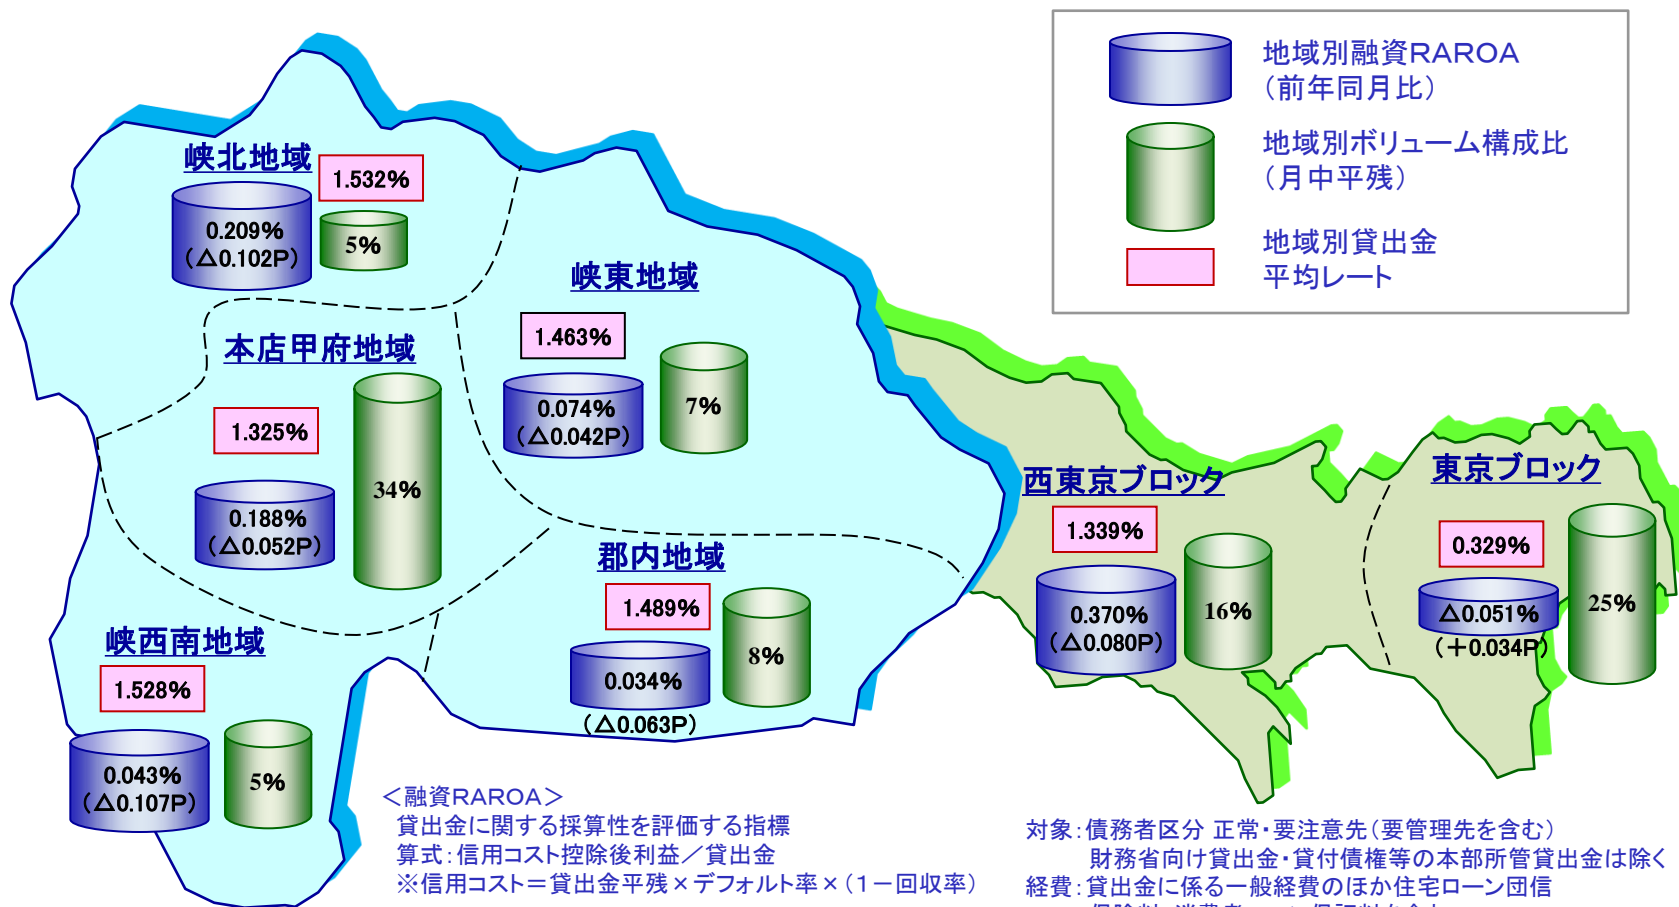 地域別融資RAROA
（前年同月比）
地域別ボリューム構成比
（月中平残）
地域別貸出金
平均レート
峡北地域
1.532%
0.209%
（△0.102P）
5%
峡東地域
1.463%
0.074%
（△0.042P）
7%
本店甲府地域
1.325%
0.188%
（△0.052P）
34%
西東京ブロック
1.339%
0.370%
（△0.080P）
16%
東京ブロック
0.329%
△0.051%
（＋0.034P）
25%
郡内地域
1.489%
0.034%
（△0.063P）
8%
峡西南地域
1.528%
0.043%
（△0.107P）
5%
＜融資RAROA＞
貸出金に関する採算性を評価する指標
算式：信用コスト控除後利益／貸出金
※信用コスト＝貸出金平残×デフォルト率×（１－回収率）
対象：債務者区分 正常・要注意先（要管理先を含む）
財務省向け貸出金・貸付債権等の本部所管貸出金は除く
経費：貸出金に係る一般経費のほか住宅ローン団信